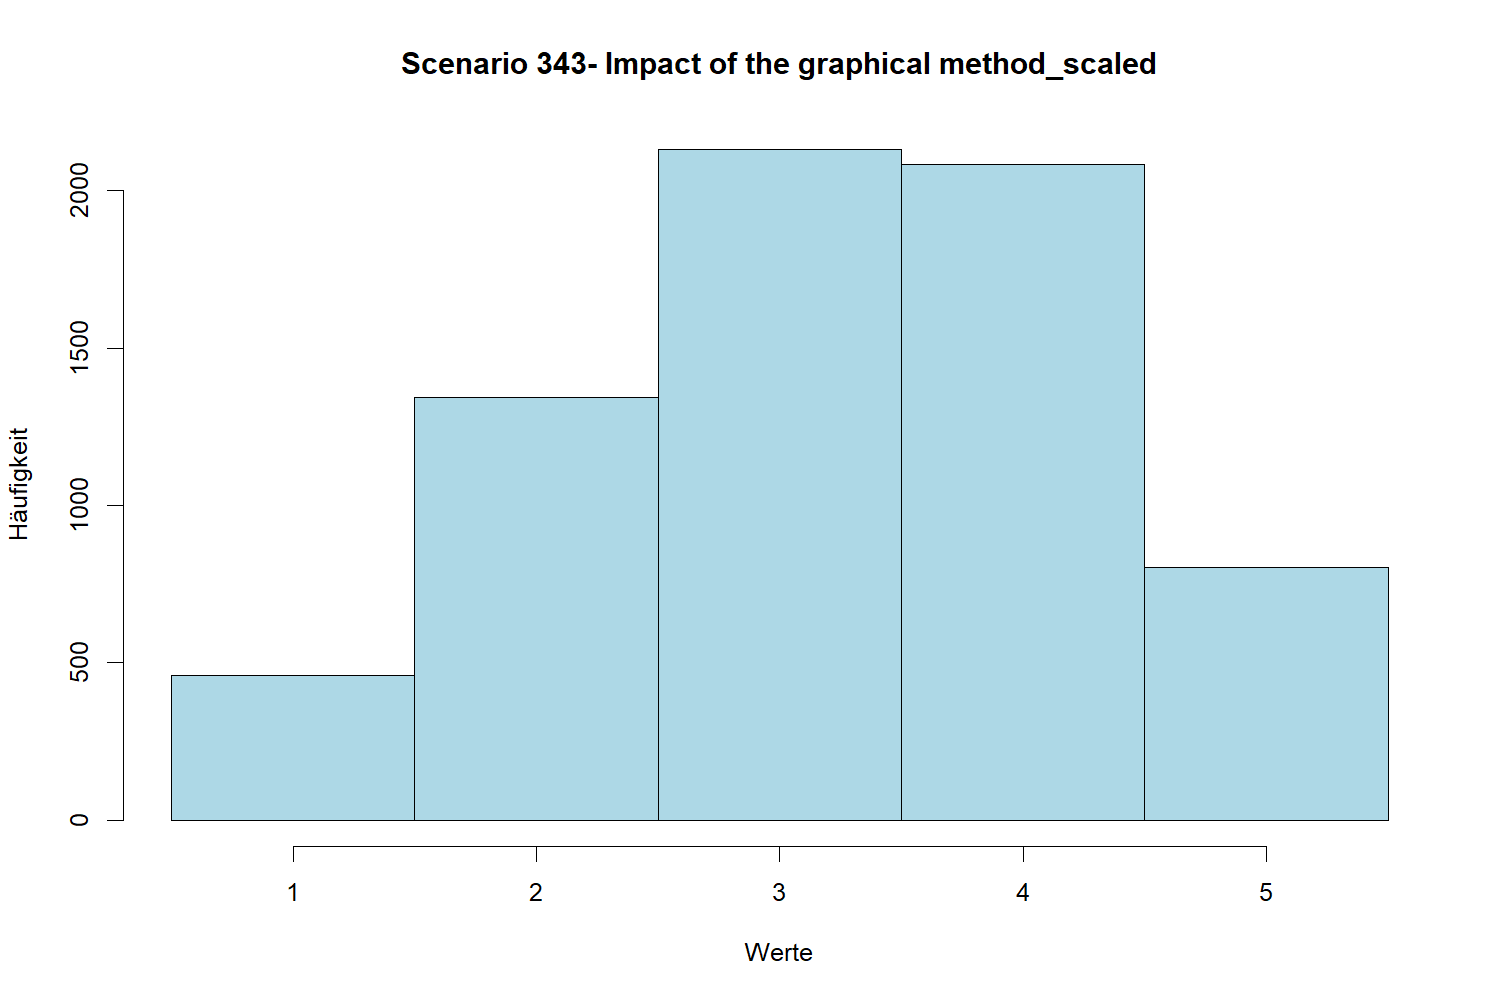 Scenario 343- Impact of the graphical method_scaled
Häufigkeit
2000
1500
1000
500
0
1 2 3 4 5
Werte